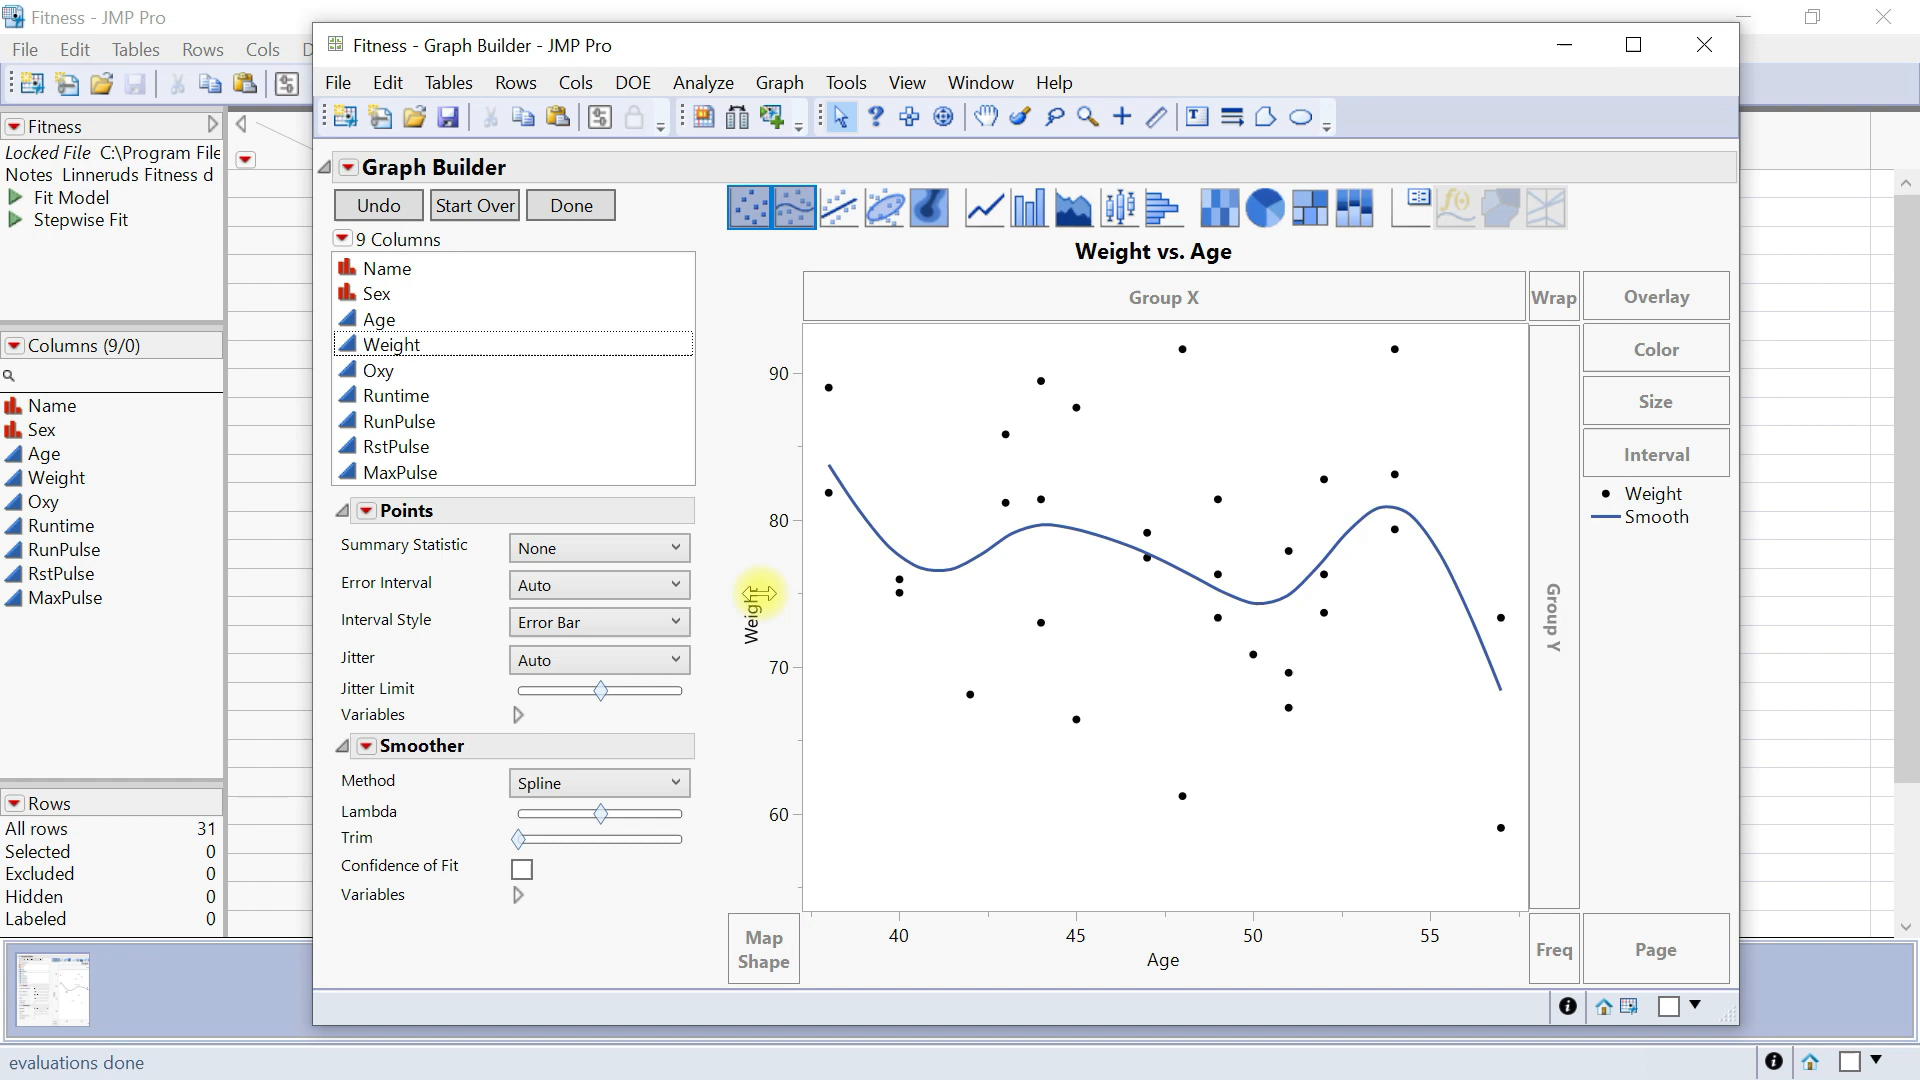 Fitness - JMP Pro
File Edit Tables Rows Cols D
Fitness
Locked File C:\Program File
Notes Linneruds Fitness d
Fit Model
Stepwise Fit
Columns (9/0)
Name
Sex
Age
Weight
Oxy
Runtime
RunPulse
RstPulse
MaxPulse
Rows
All rows 31
Selected 0
Excluded 0
Hidden 0
Labeled 0
evaluations done
Fitness - Graph Builder - JMP Pro
File Edit Tables Rows Cols DOE Analyze Graph Tools View Window Help
Graph Builder
Undo Start Over Done
9 Columns
Name
Sex
Age
Weight
Oxy
Runtime
RunPulse
RstPulse
MaxPulse
Points
Summary Statistic None
Error Interval Auto
Interval Style Error Bar
Jitter Auto
Jitter Limit
Variables
Smoother
Method Spline
Lambda
Trim
Confidence of Fit
Variables
Weight vs. Age
Group X
Wrap
Overlay
Color
Size
Interval
Weight
Smooth
90
80
70
60
Weight
Group Y
40 45 50 55
Age
Map
Shape
Freq
Page